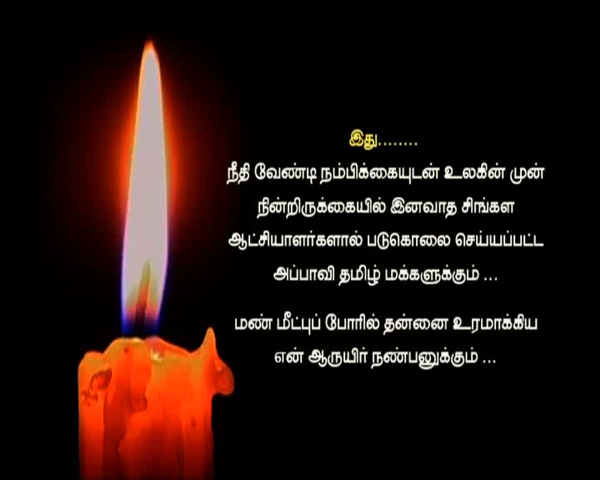 இது........
நீதி வேண்டி நம்பிக்கையுடன் உலகின் முன்
நின்றிருக்கையில் இனவாத சிங்கள
ஆட்சியாளர்களால் படுகொலை செய்யப்பட்ட
அப்பாவி தமிழ் மக்களுக்கும் ...
மண் மீட்புப் போரில் தன்னை உரமாக்கிய
என் ஆருயிர் நண்பனுக்கும் ...